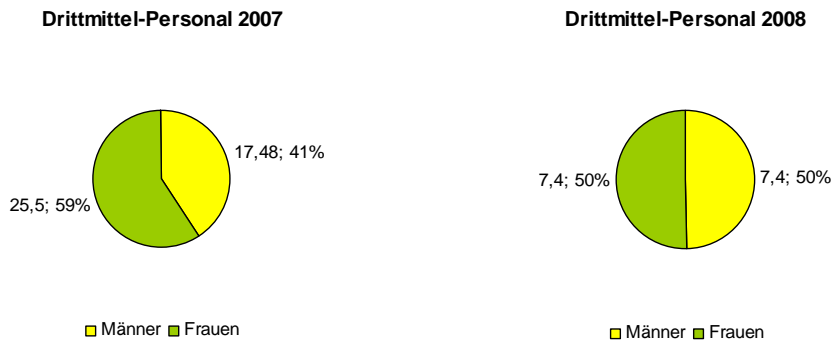 Drittmittel-Personal 2007
17,48; 41%
25,5; 59%
Männer Frauen
Drittmittel-Personal 2008
7,4; 50%
7,4; 50%
Männer Frauen